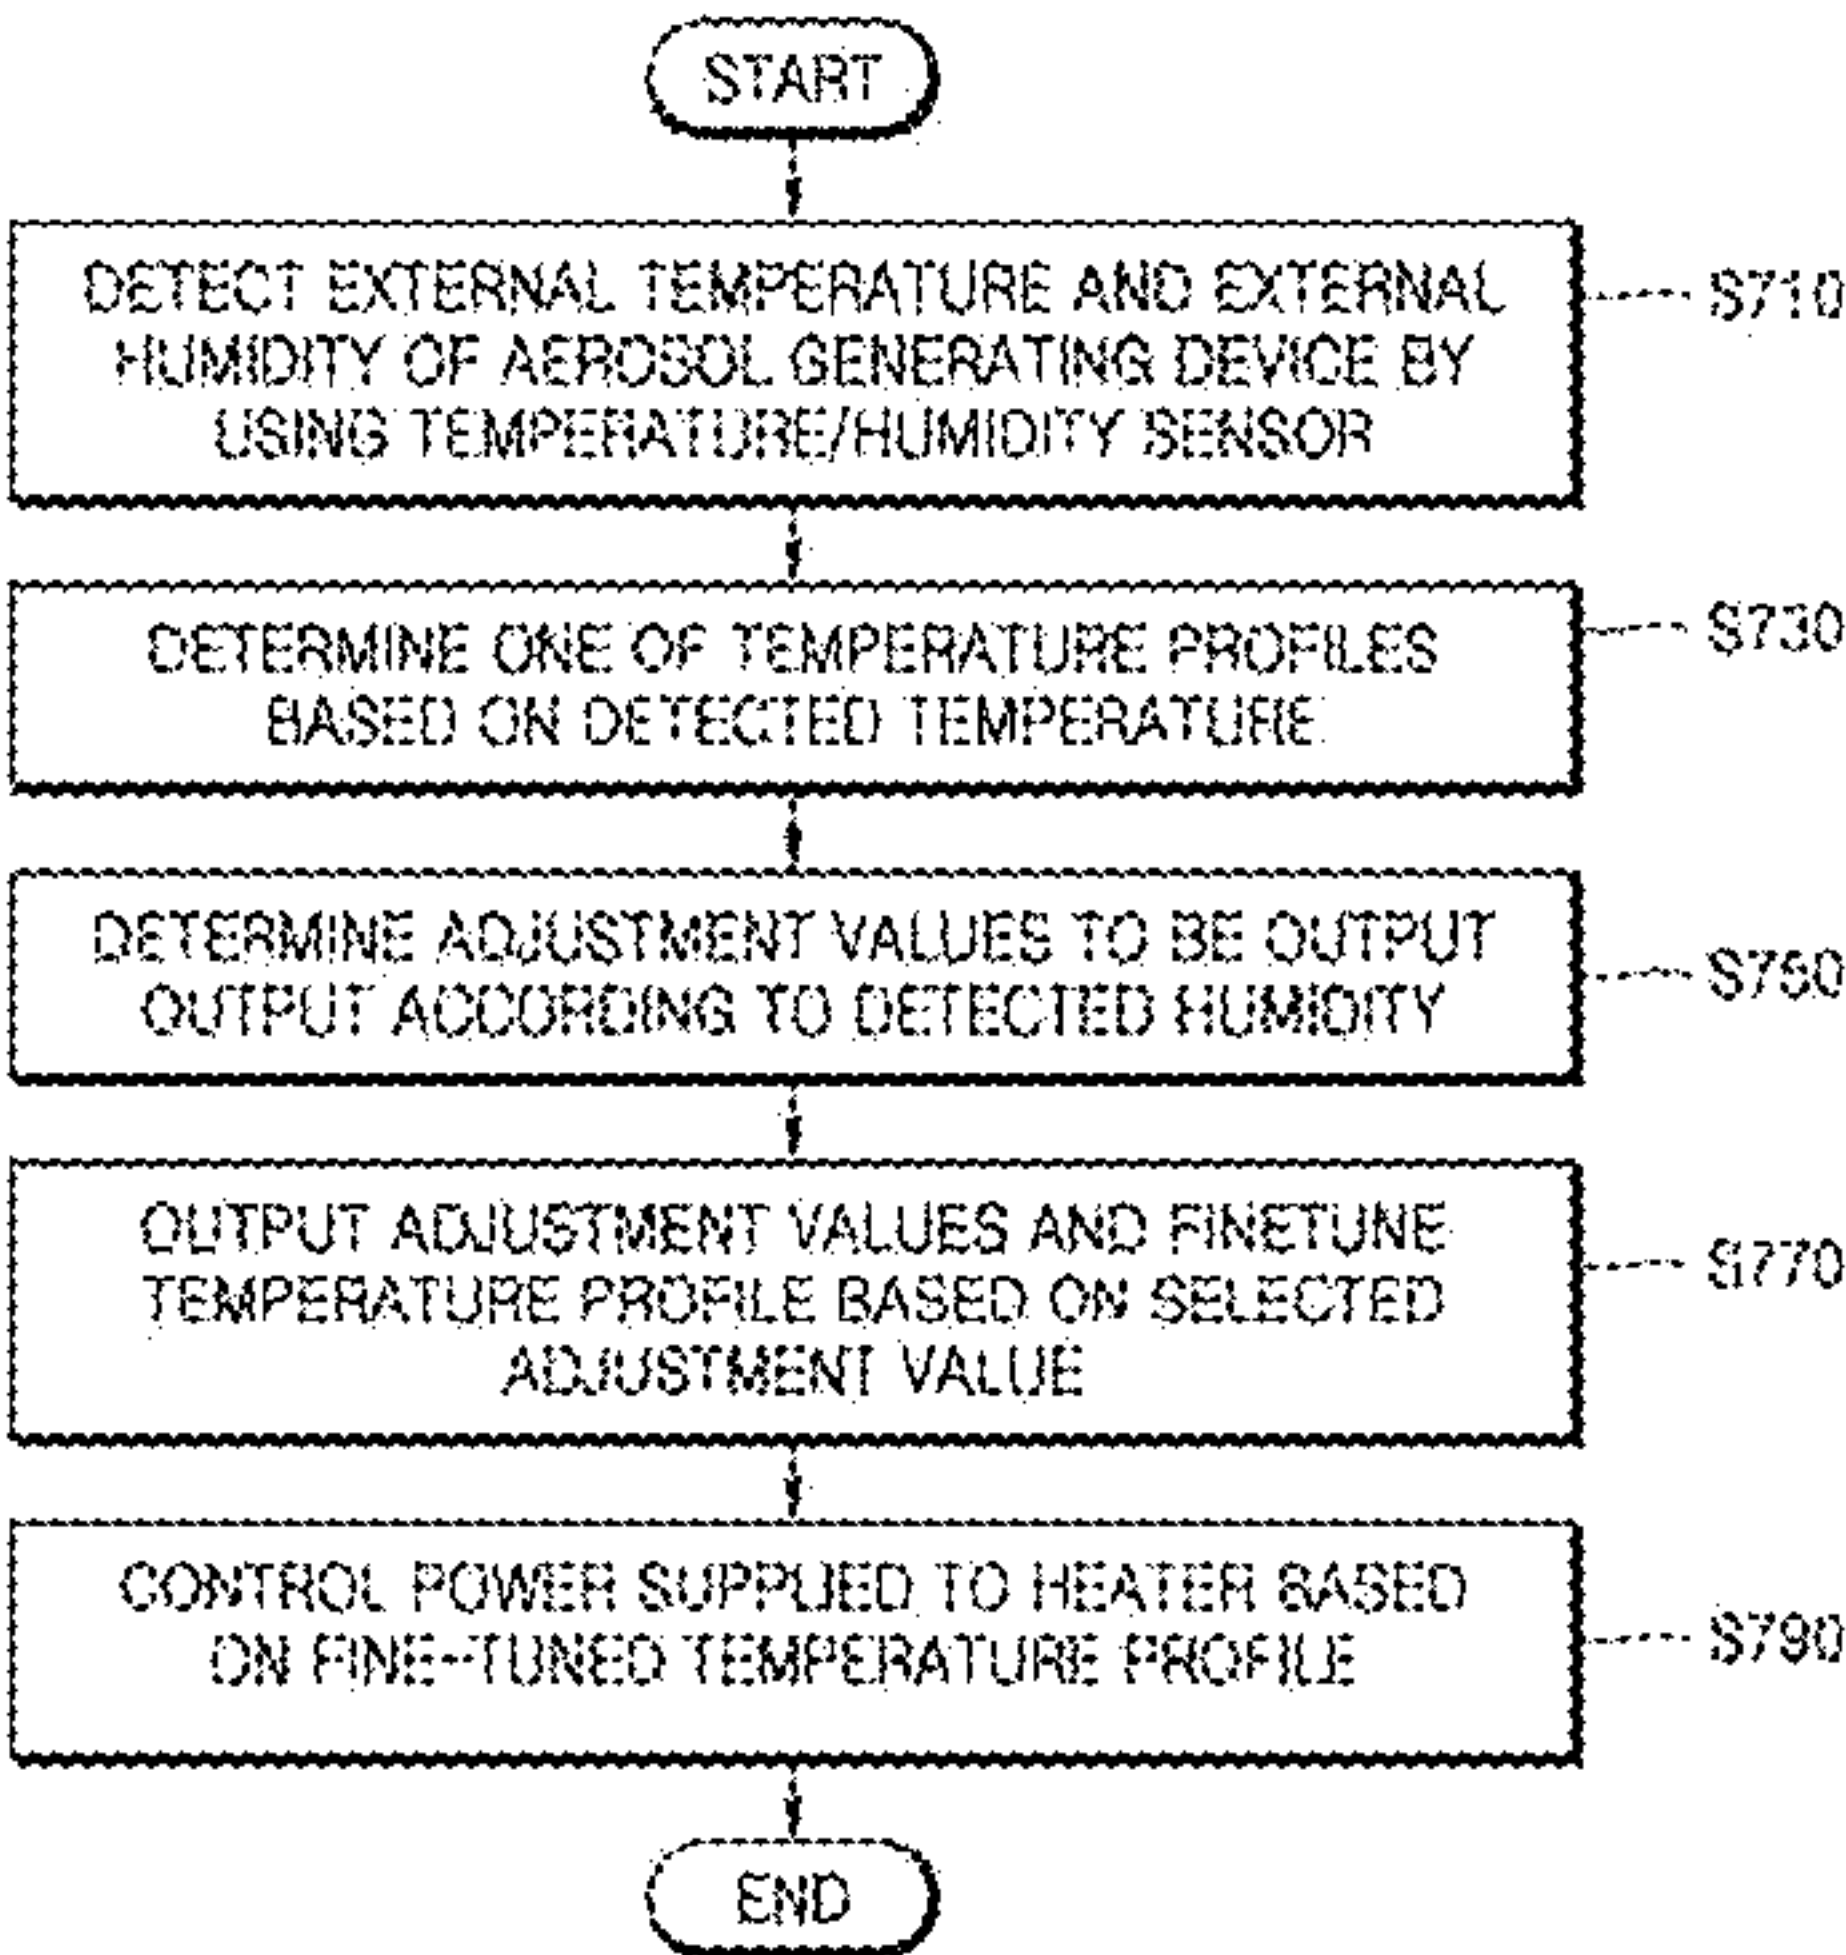 START
DETECT EXTERNAL TEMPERATURE AND EXTERNAL
HUMIDITY OF AEROSOL GENERATING DEVICE BY
USING TEMPERATURE/HUMIDITY SENSOR
S710
DETERMINE ONE OF TEMPERATURE PROFILES
BASED ON DETECTED TEMPERATURE
S730
DETERMINE ADJUSTMENT VALUES TO BE OUTPUT
OUTPUT ACCORDING TO DETECTED HUMIDITY
S750
OUTPUT ADJUSTMENT VALUES AND FINETUNE
TEMPERATURE PROFILE BASED ON SELECTED
ADJUSTMENT VALUE
S770
CONTROL POWER SUPPLIED TO HEATER BASED
ON FINE-TUNED TEMPERATURE PROFILE
S790
END